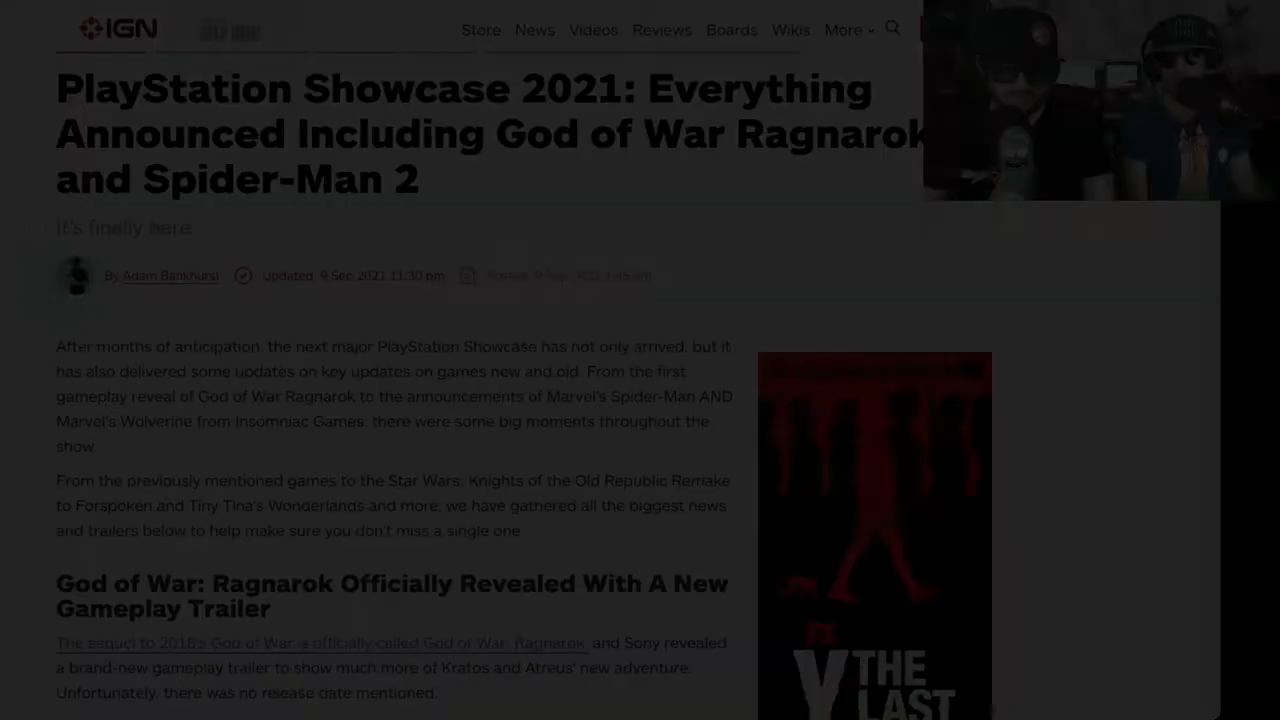 IGN
Store News Videos Reviews Boards Wikis More
PlayStation Showcase 2021: Everything
Announced Including God of War Ragnarok
and Spider-Man 2
It's finally here
By Adam Bankhurst Updated: 9 Sep 2021 11:30 pm
After months of anticipation, the next major PlayStation Showcase has not only arrived, but it
has also delivered some updates on key updates on games new and old. From the first
gameplay reveal of God of War Ragnarok to the announcements of Marvel's Spider-Man AND
Marvel's Wolverine from Insomniac Games, there were some big moments throughout the
show.
From the previously mentioned games to the Star Wars: Knights of the Old Republic Remake
to Forspoken and Tiny Tina's Wonderlands and more, we have gathered all the biggest news
and trailers below to help make sure you don't miss a single one.
God of War: Ragnarok Officially Revealed With A New
Gameplay Trailer
The sequel to 2018's God of War is officially called God of War: Ragnarok, and Sony revealed
a brand-new gameplay trailer to show much more of Kratos and Atreus' new adventure.
Unfortunately, there was no release date mentioned.
Y THE
LAST